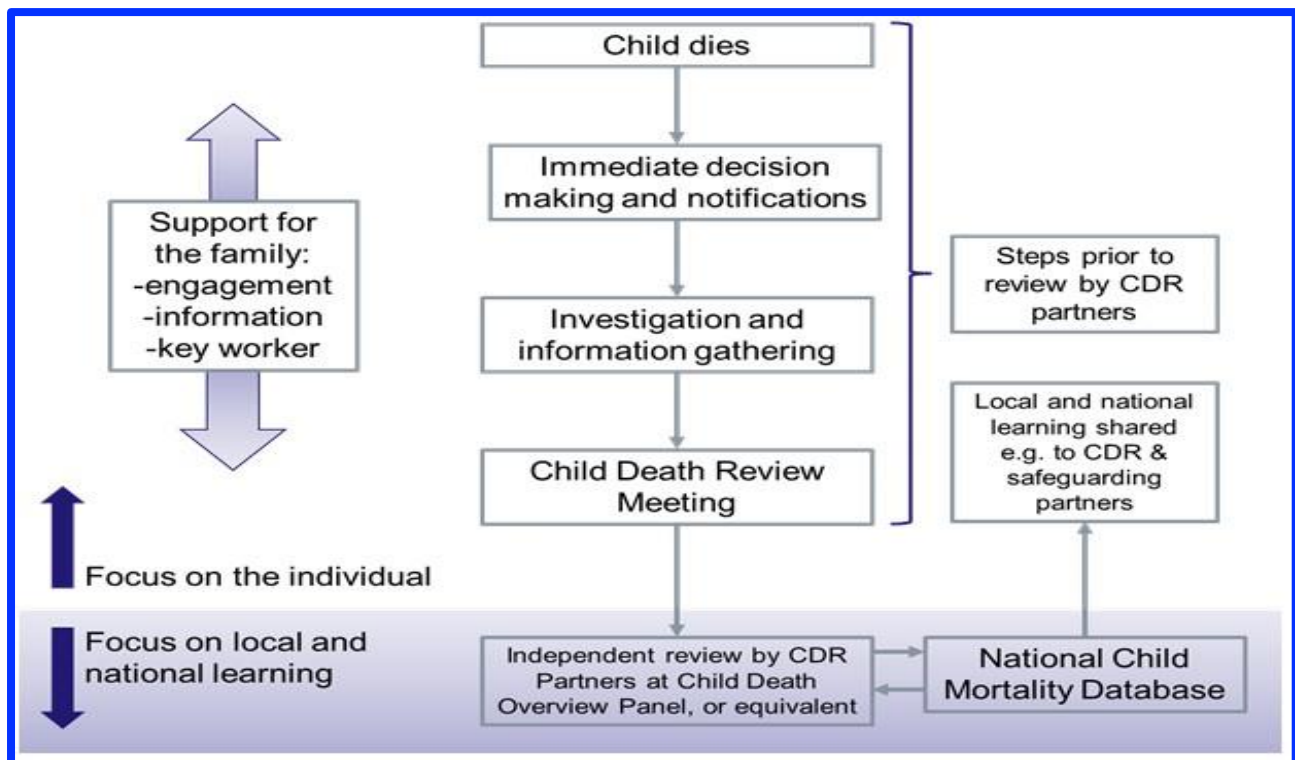 Child dies
Immediate decision
making and notifications
Support for
the family:
-engagement
-information
-key worker
Steps prior to
review by CDR
partners
Investigation and
information gathering
Local and national
learning shared
e.g. to CDR &
safeguarding
partners
Child Death Review
Meeting
Focus on the individual
Focus on local and
national learning
Independent review by CDR
Partners at Child Death
Overview Panel, or equivalent
National Child
Mortality Database